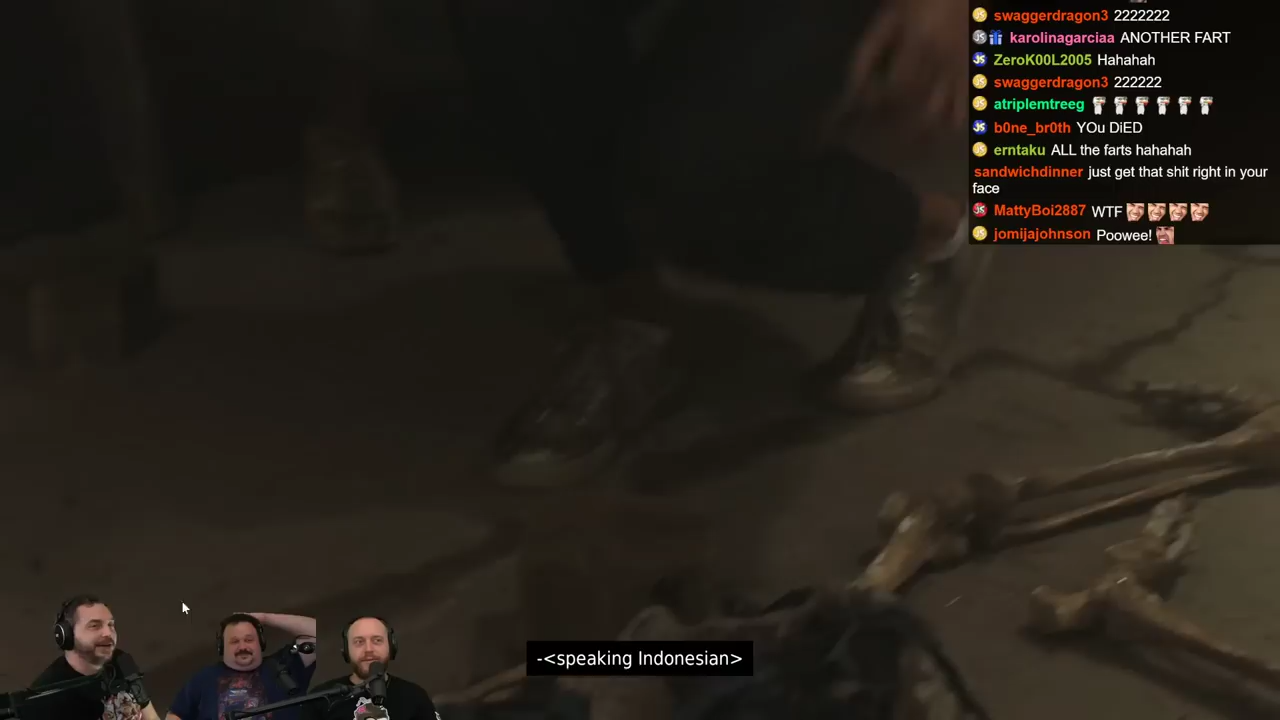 swaggerdragon3 2222222
karolinagarciaa ANOTHER FART
ZeroK00L2005 Hahahah
swaggerdragon3 222222
atriplemtreeg
b0ne_br0th YOu DiED
erntaku ALL the farts hahahah
sandwichdinner just get that shit right in your
face
MattyBoi2887 WTF
jomijajohnson Poowee!
-<speaking Indonesian>